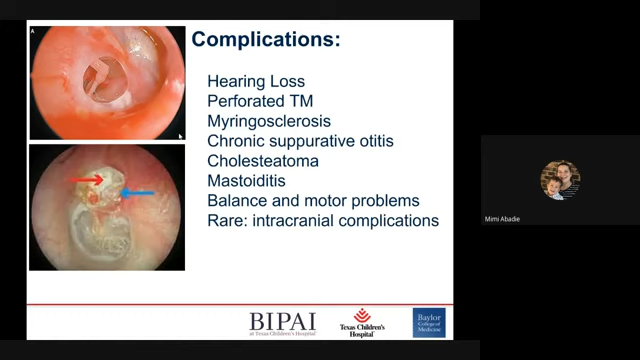 A
Complications:
Hearing Loss
Perforated TM
Myringosclerosis
Chronic suppurative otitis
Cholesteatoma
Mastoiditis
Balance and motor problems
Rare: intracranial complications
Mimi Abadie
BIPAI
at Texas Children's Hospital
Texas Children's
Hospital
Baylor
College of
Medicine